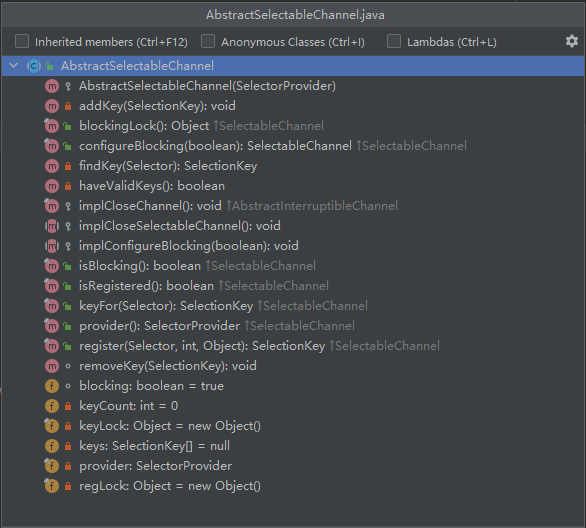 AbstractSelectableChannel.java
Inherited members (Ctrl+F12) Anonymous Classes (Ctrl+I) Lambdas (Ctrl+L)
AbstractSelectableChannel
AbstractSelectableChannel(SelectorProvider)
addKey(SelectionKey): void
blockingLock(): Object ↑SelectableChannel
configureBlocking(boolean): SelectableChannel ↑SelectableChannel
findKey(Selector): SelectionKey
haveValidKeys(): boolean
implCloseChannel(): void ↑AbstractInterruptibleChannel
implCloseSelectableChannel(): void
implConfigureBlocking(boolean): void
isBlocking(): boolean ↑SelectableChannel
isRegistered(): boolean ↑SelectableChannel
keyFor(Selector): SelectionKey ↑SelectableChannel
provider(): SelectorProvider ↑SelectableChannel
register(Selector, int, Object): SelectionKey ↑SelectableChannel
removeKey(SelectionKey): void
blocking: boolean = true
keyCount: int = 0
keyLock: Object = new Object()
keys: SelectionKey[] = null
provider: SelectorProvider
regLock: Object = new Object()